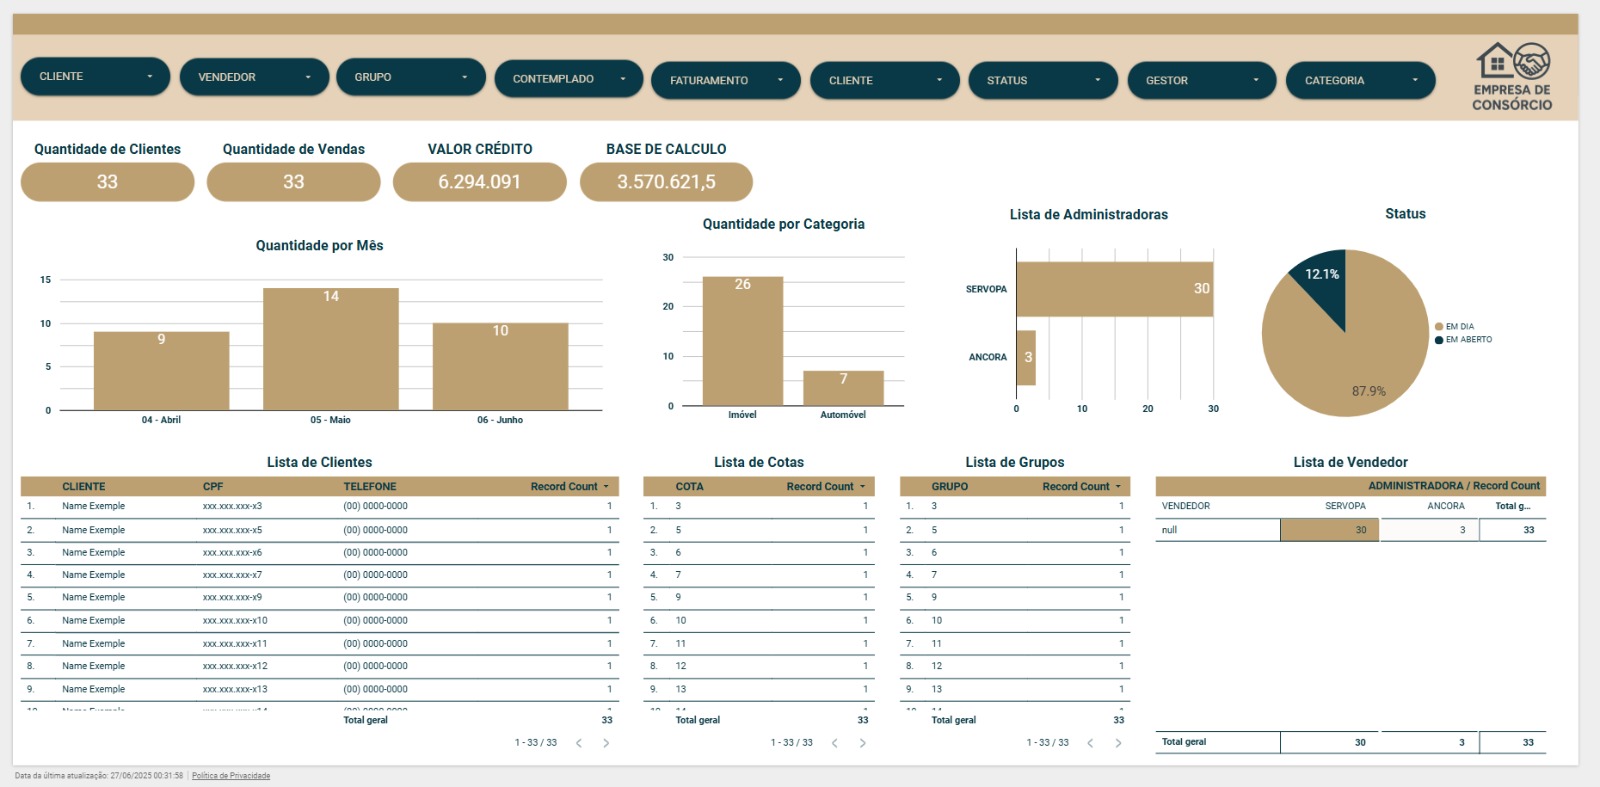 CLIENTE
VENDEDOR
GRUPO
CONTEMPLADO
FATURAMENTO
CLIENTE
STATUS
GESTOR
CATEGORIA
EMPRESA DE
CONSÓRCIO
Quantidade de Clientes
33
Quantidade de Vendas
33
VALOR CRÉDITO
6.294.091
BASE DE CALCULO
3.570.621,5
Quantidade por Mês
15
10
5
0
9
14
10
04 - Abril
05 - Maio
06 - Junho
Quantidade por Categoria
30
20
10
0
26
7
Imóvel
Automóvel
Lista de Administradoras
SERVOPA
30
ANCORA
3
0
10
20
30
Status
12.1%
87.9%
EM DIA
EM ABERTO
Lista de Clientes
CLIENTE CPF TELEFONE Record Count
1. Name Exemple xxx.xxx.xxx-x3 (00) 0000-0000 1
2. Name Exemple xxx.xxx.xxx-x5 (00) 0000-0000 1
3. Name Exemple xxx.xxx.xxx-x6 (00) 0000-0000 1
4. Name Exemple xxx.xxx.xxx-x7 (00) 0000-0000 1
5. Name Exemple xxx.xxx.xxx-x9 (00) 0000-0000 1
6. Name Exemple xxx.xxx.xxx-x10 (00) 0000-0000 1
7. Name Exemple xxx.xxx.xxx-x11 (00) 0000-0000 1
8. Name Exemple xxx.xxx.xxx-x12 (00) 0000-0000 1
9. Name Exemple xxx.xxx.xxx-x13 (00) 0000-0000 1
Total geral 33
1 - 33 / 33
Lista de Cotas
COTA Record Count
1. 3 1
2. 5 1
3. 6 1
4. 7 1
5. 9 1
6. 10 1
7. 11 1
8. 12 1
9. 13 1
Total geral 33
1 - 33 / 33
Lista de Grupos
GRUPO Record Count
1. 3 1
2. 5 1
3. 6 1
4. 7 1
5. 9 1
6. 10 1
7. 11 1
8. 12 1
9. 13 1
Total geral 33
1 - 33 / 33
Lista de Vendedor
ADMINISTRADORA / Record Count
VENDEDOR SERVOPA ANCORA Total g...
null 30 3 33
Total geral 30 3 33
Data da última atualização: 27/06/2025 00:31:58 | Política de Privacidade